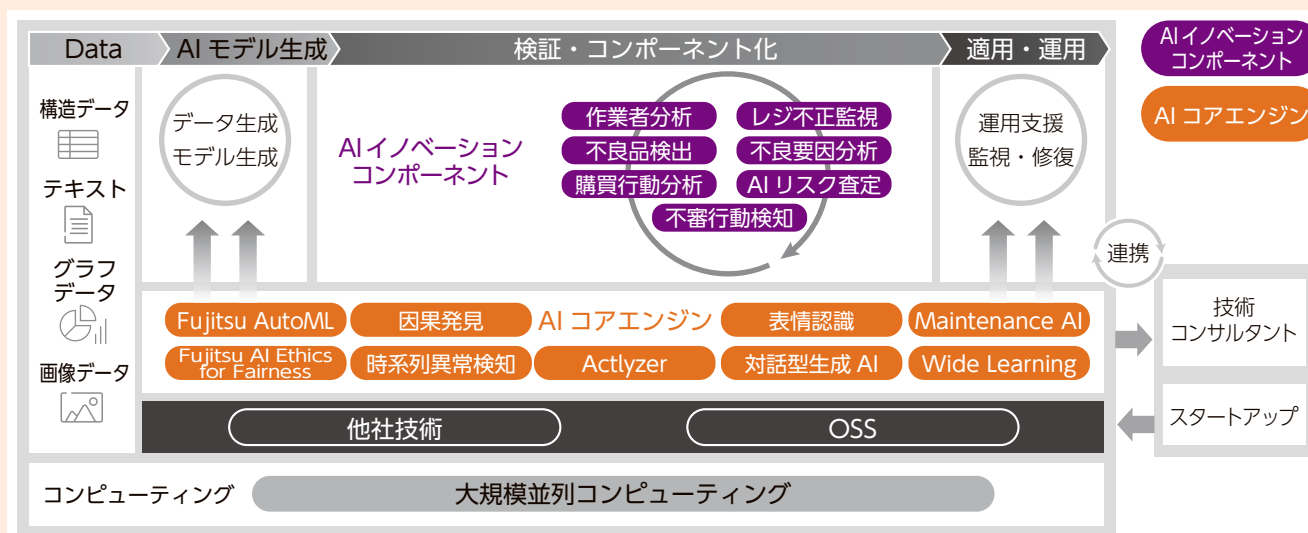 Data
AI モデル生成
検証・コンポーネント化
適用・運用
AI イノベーション
コンポーネント
AI コアエンジン
構造データ
テキスト
グラフ
データ
画像データ
データ生成
モデル生成
AI イノベーション
コンポーネント
作業者分析
レジ不正監視
不良品検出
不良要因分析
購買行動分析
AI リスク査定
不審行動検知
運用支援
監視・修復
連携
Fujitsu AutoML
因果発見
AI コアエンジン
表情認識
Maintenance AI
Fujitsu AI Ethics
for Fairness
時系列異常検知
Actlyzer
対話型生成 AI
Wide Learning
技術
コンサルタント
スタートアップ
他社技術
OSS
コンピューティング
大規模並列コンピューティング